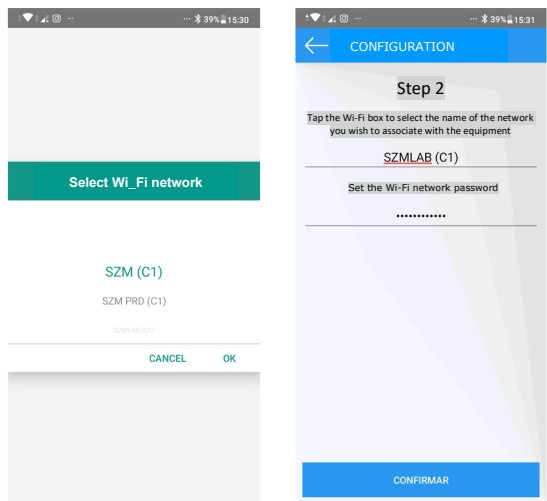 ... ... 39% 15:30
Select Wi_Fi network
SZM (C1)
SZM PRD (C1)
SZMLAB (C1)
CANCEL OK
... ... 39% 15:31
CONFIGURATION
Step 2
Tap the Wi-Fi box to select the name of the network
you wish to associate with the equipment
SZMLAB (C1)
Set the Wi-Fi network password
••••••••••••
CONFIRMAR